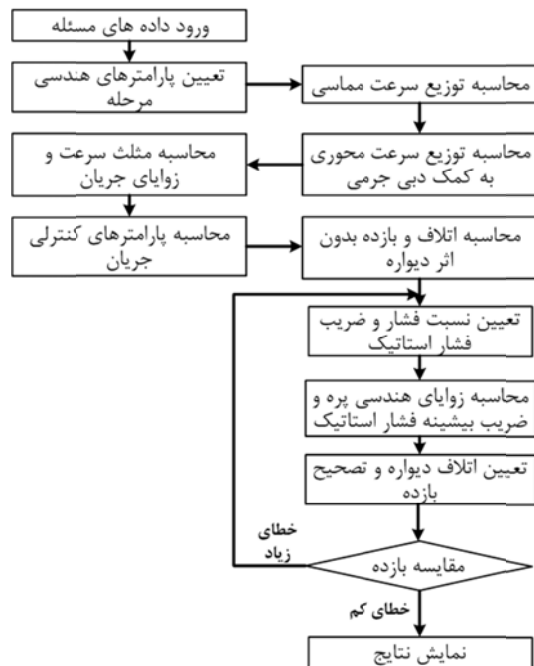 ورود داده های مسئله
تعیین پارامترهای هندسی
مرحله
محاسبه توزیع سرعت مماسی
محاسبه توزیع سرعت محوری
به کمک دبی جرمی
محاسبه مثلث سرعت و
زوایای جریان
محاسبه پارامترهای کنترلی
جریان
محاسبه اتلاف و بازده بدون
اثر دیواره
تعیین نسبت فشار و ضریب
فشار استاتیک
محاسبه زوایای هندسی پره و
ضریب بیشینه فشار استاتیک
تعیین اتلاف دیواره و تصحیح
بازده
مقایسه بازده
خطای
زیاد
خطای کم
نمایش نتایج